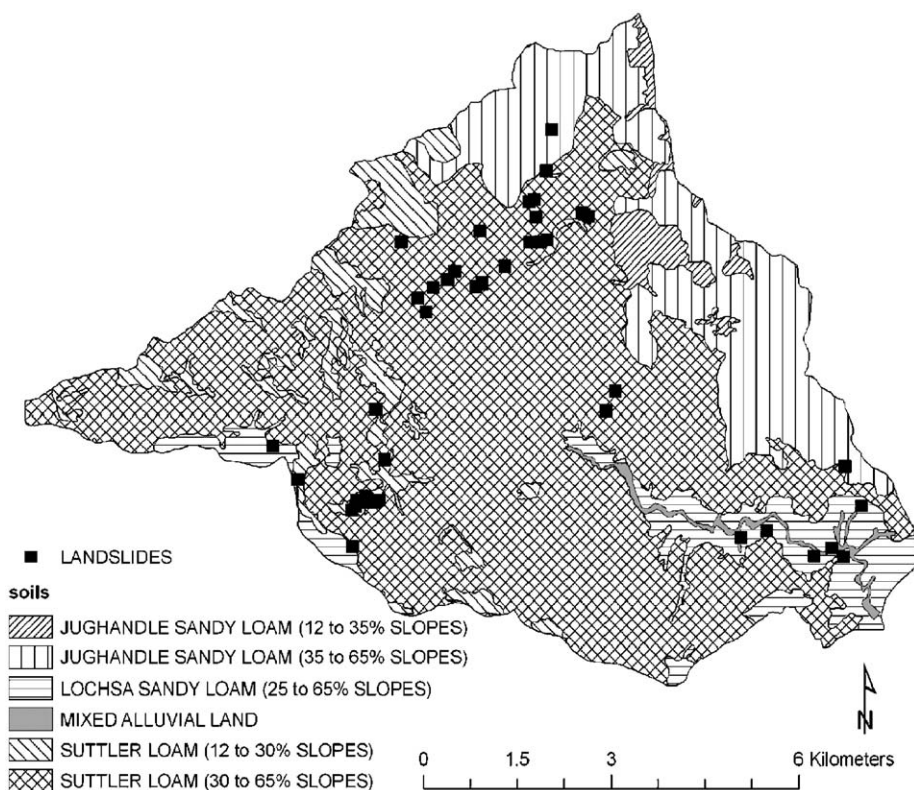 LANDSLIDES
soils
JUGHANDLE SANDY LOAM (12 to 35% SLOPES)
JUGHANDLE SANDY LOAM (35 to 65% SLOPES)
LOCHSA SANDY LOAM (25 to 65% SLOPES)
MIXED ALLUVIAL LAND
SUTTLER LOAM (12 to 30% SLOPES)
SUTTLER LOAM (30 to 65% SLOPES)
N
0 1.5 3 6 Kilometers